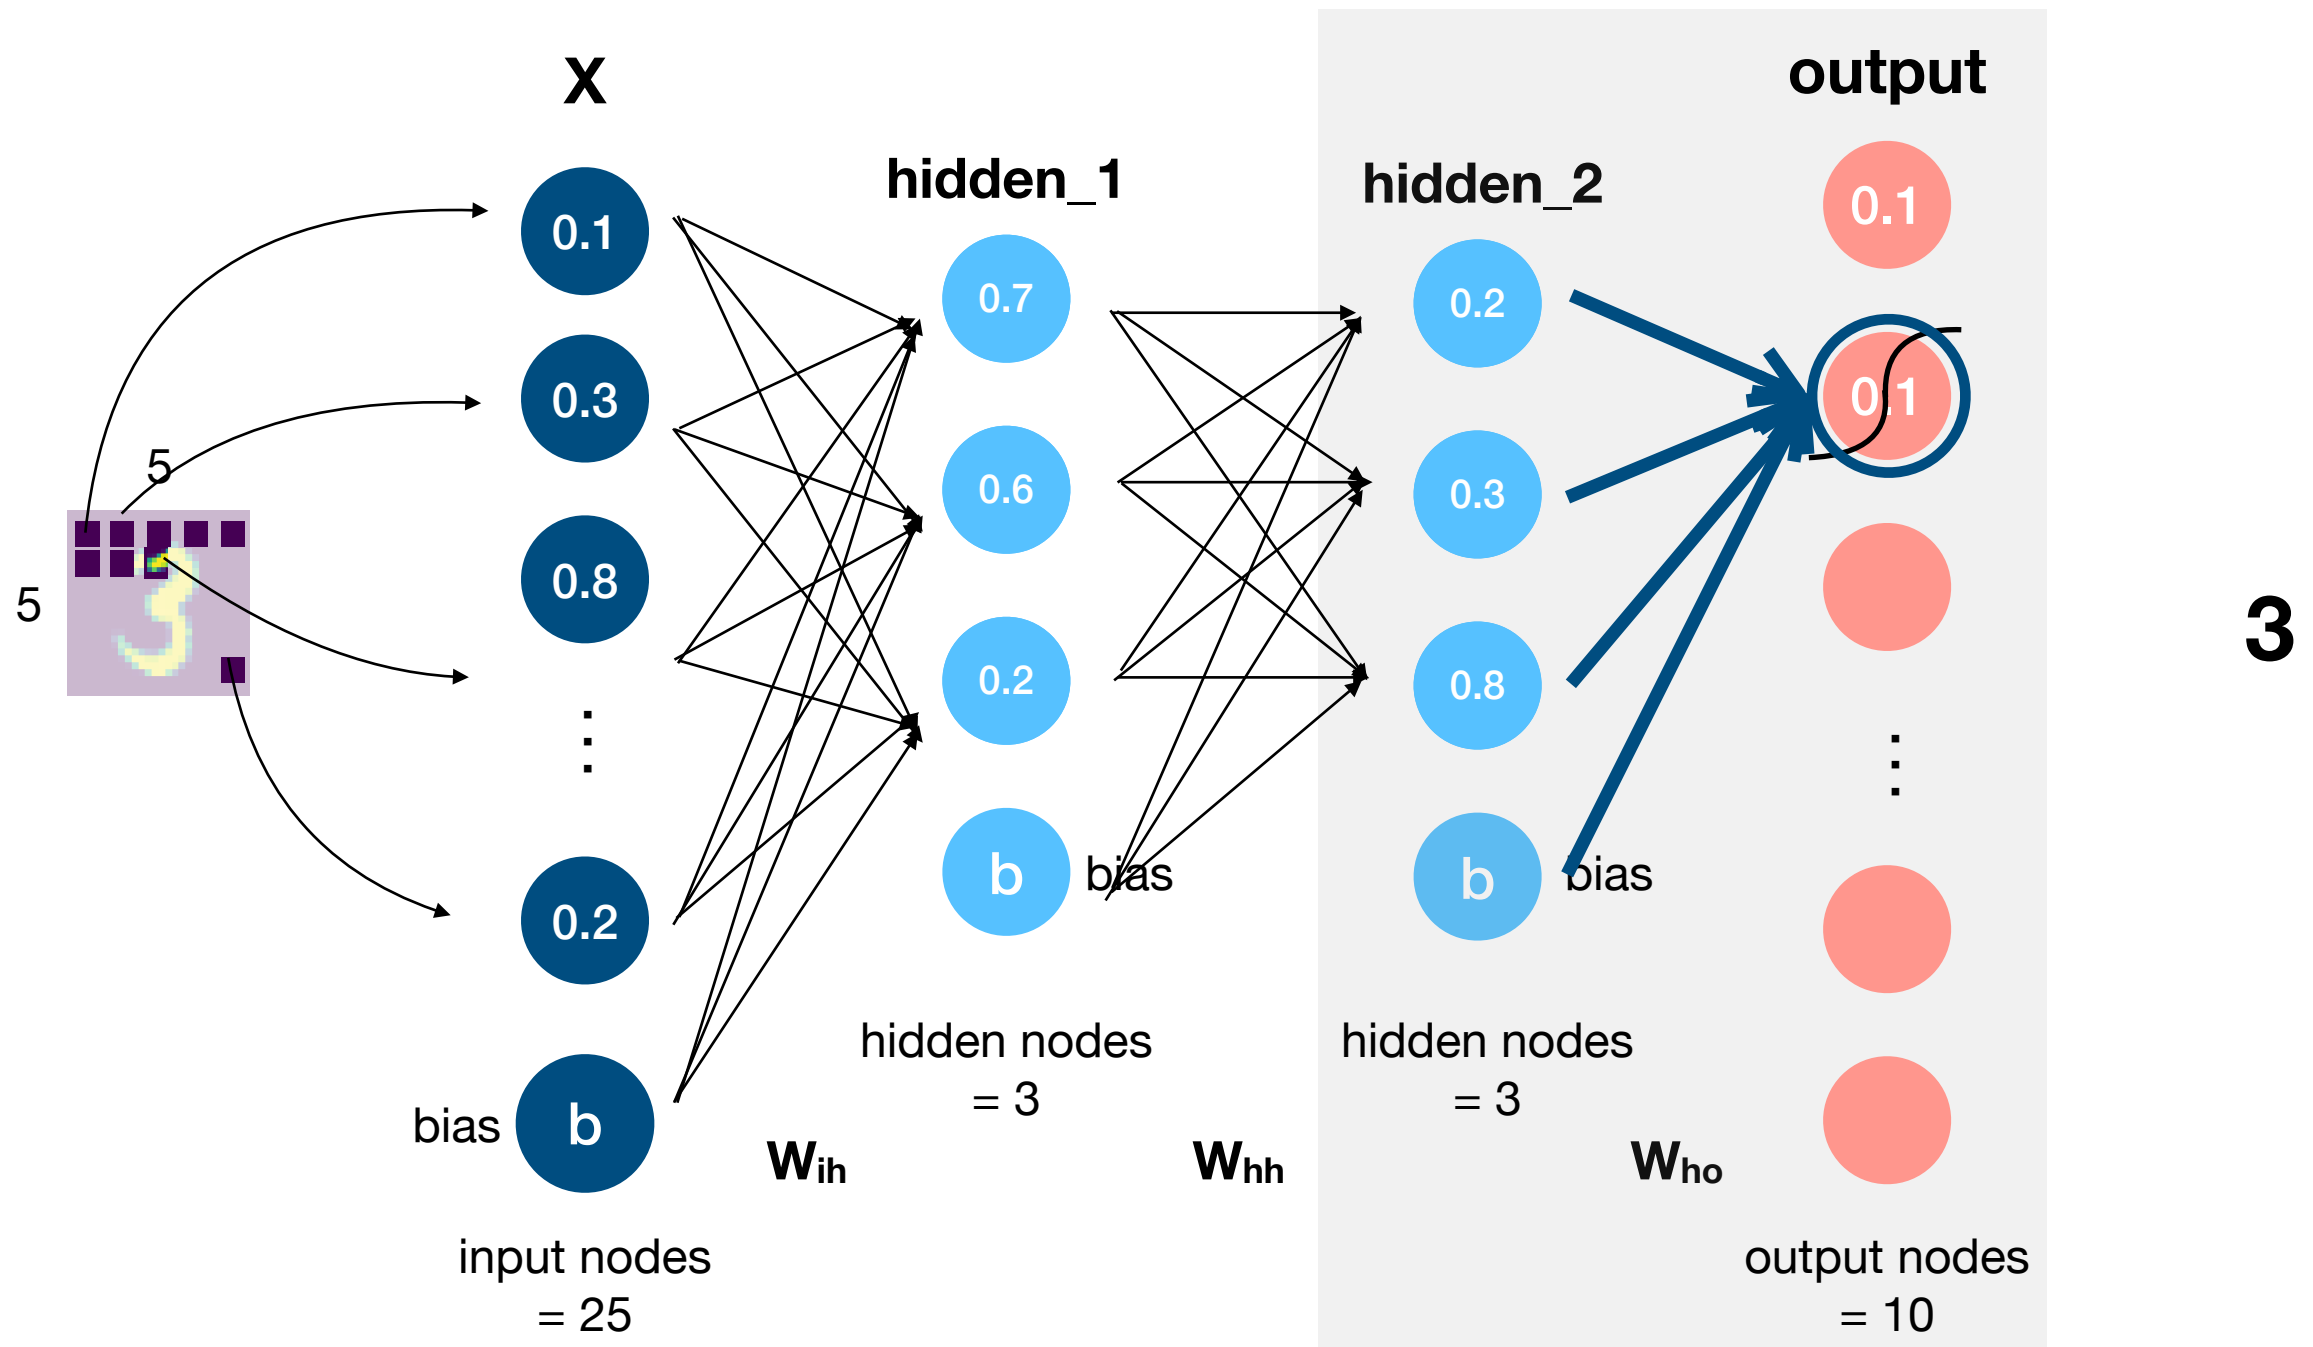 X
output
hidden_1
hidden_2
0.1
0.3
0.8
0.2
b
bias
5
5
0.7
0.6
0.2
b
bias
0.2
0.3
0.8
b
bias
0.1
0.1
3
hidden nodes
= 3
hidden nodes
= 3
Wih
Whh
Who
input nodes
= 25
output nodes
= 10